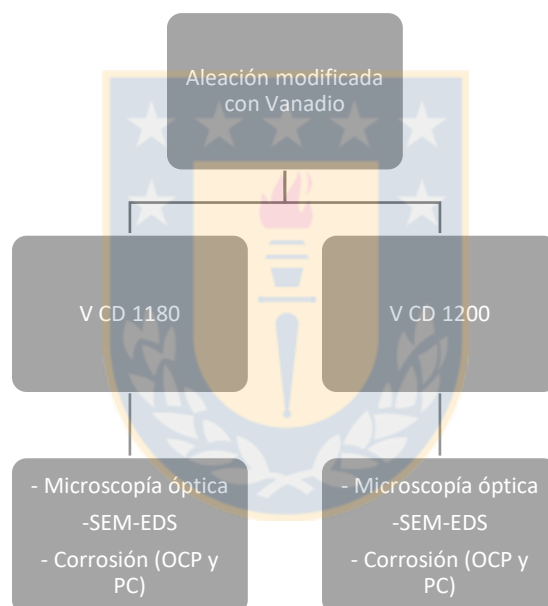 Aleación modificada
con Vanadio
V CD 1180
V CD 1200
- Microscopía óptica
-SEM-EDS
- Corrosión (OCP y
PC)
- Microscopía óptica
-SEM-EDS
- Corrosión (OCP y
PC)